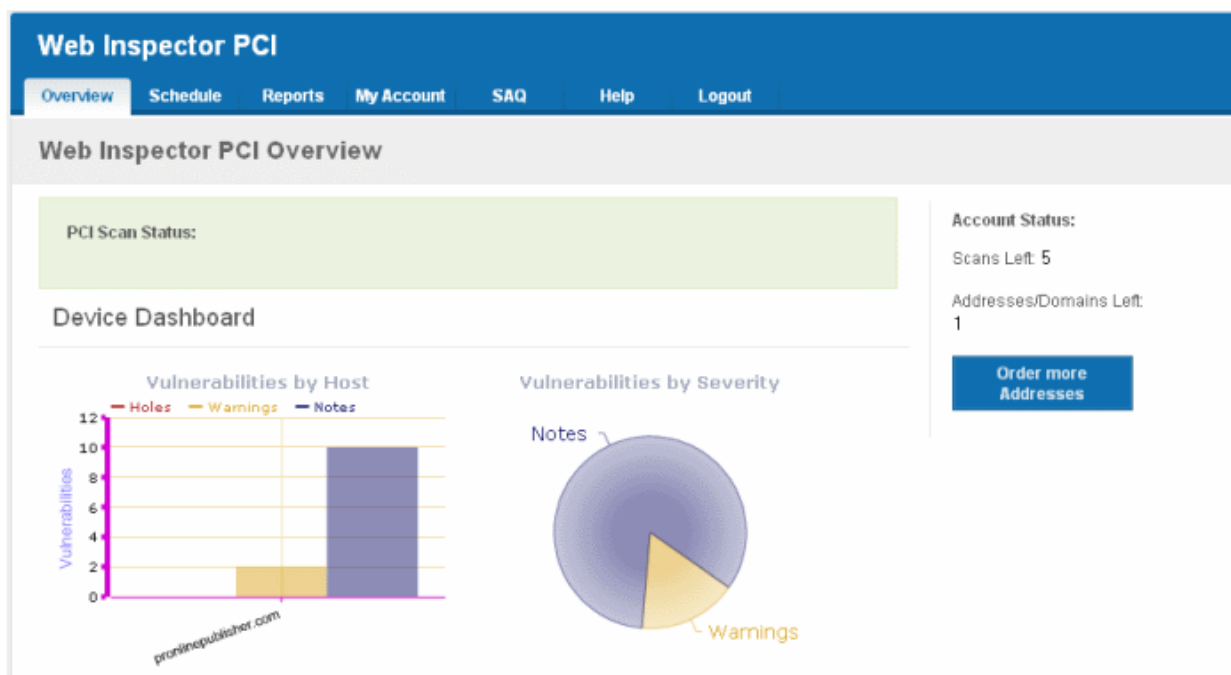 Web Inspector PCI
Overview Schedule Reports My Account SAQ Help Logout
Web Inspector PCI Overview
PCI Scan Status:
Account Status:
Scans Left: 5
Addresses/Domains Left:
1
Order more
Addresses
Device Dashboard
Vulnerabilities by Host
Holes Warnings Notes
12
10
8
6
4
2
0
Vulnerabilities
pronlinepublisher.com
Vulnerabilities by Severity
Notes
Warnings